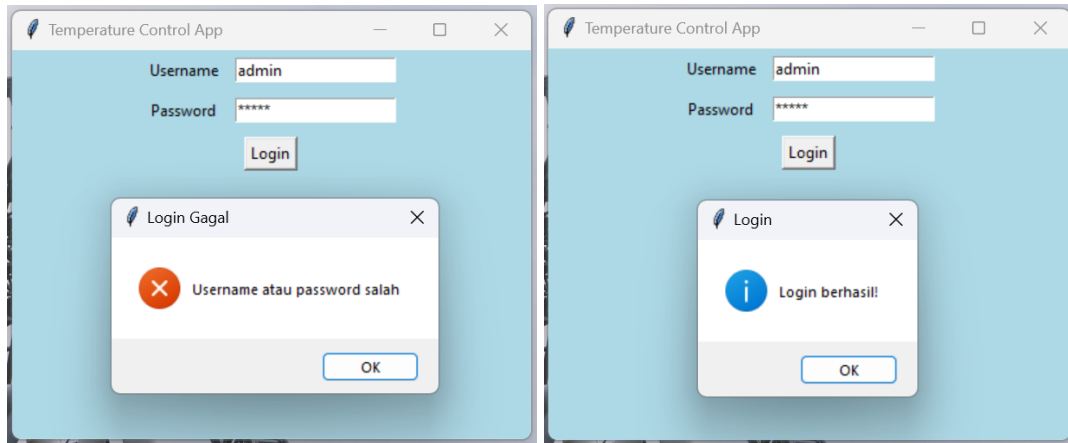 Temperature Control App
Username admin
Password *****
Login
Login Gagal
Username atau password salah
OK
Temperature Control App
Username admin
Password *****
Login
Login
Login berhasil!
OK